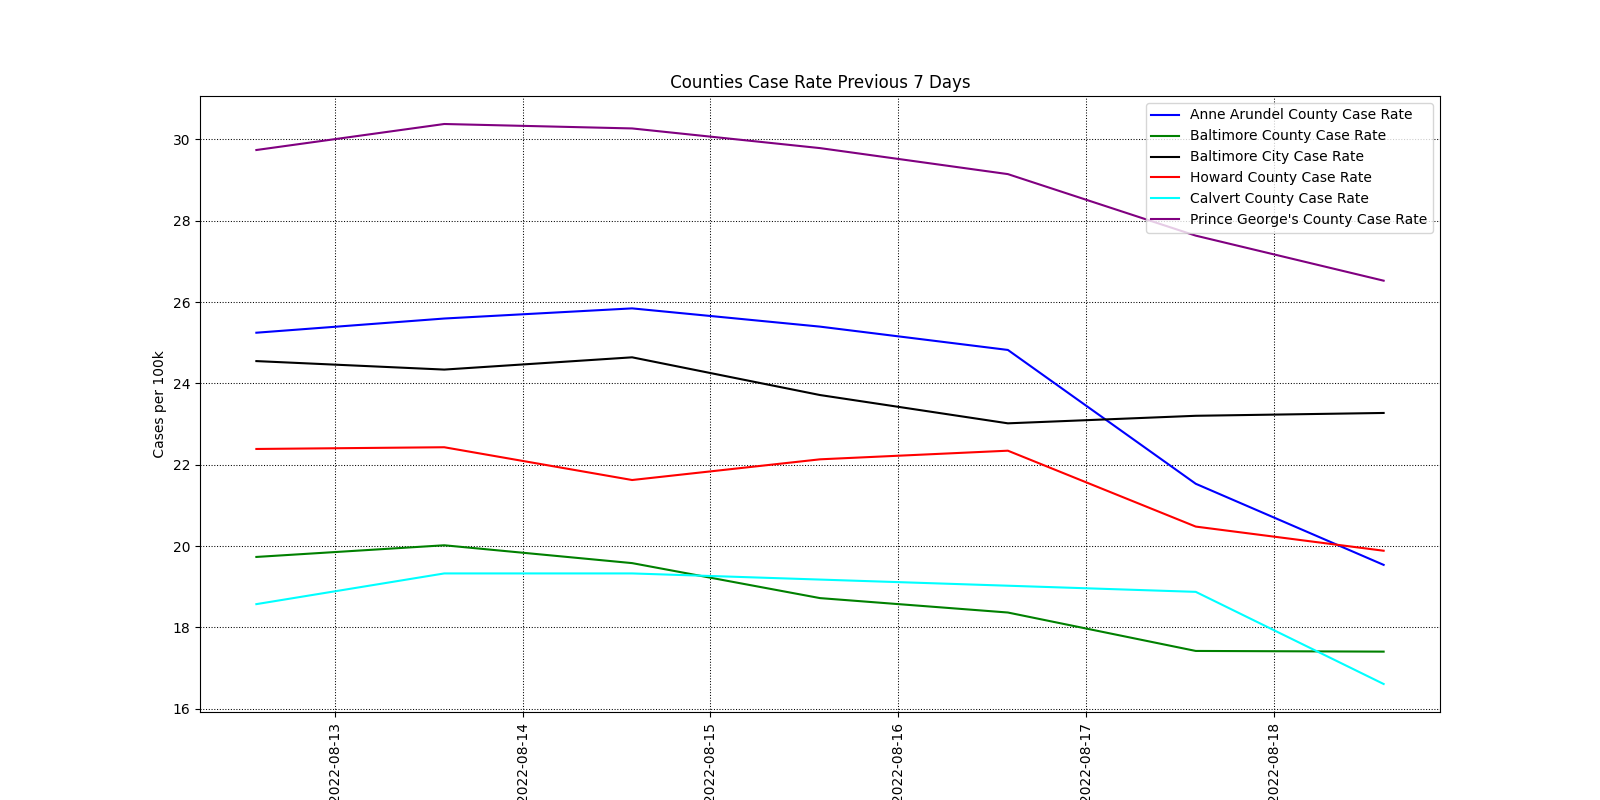 Counties Case Rate Previous 7 Days
Anne Arundel County Case Rate
Baltimore County Case Rate
Baltimore City Case Rate
Howard County Case Rate
Calvert County Case Rate
Prince George's County Case Rate
Cases per 100k
30
28
26
24
22
20
18
16
2022-08-13
2022-08-14
2022-08-15
2022-08-16
2022-08-17
2022-08-18